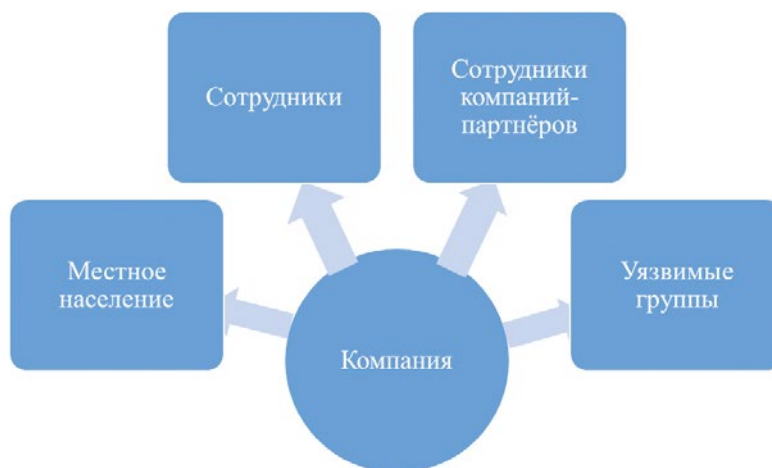 Сотрудники
Сотрудники
компаний-
партнёров
Местное
население
Уязвимые
группы
Компания